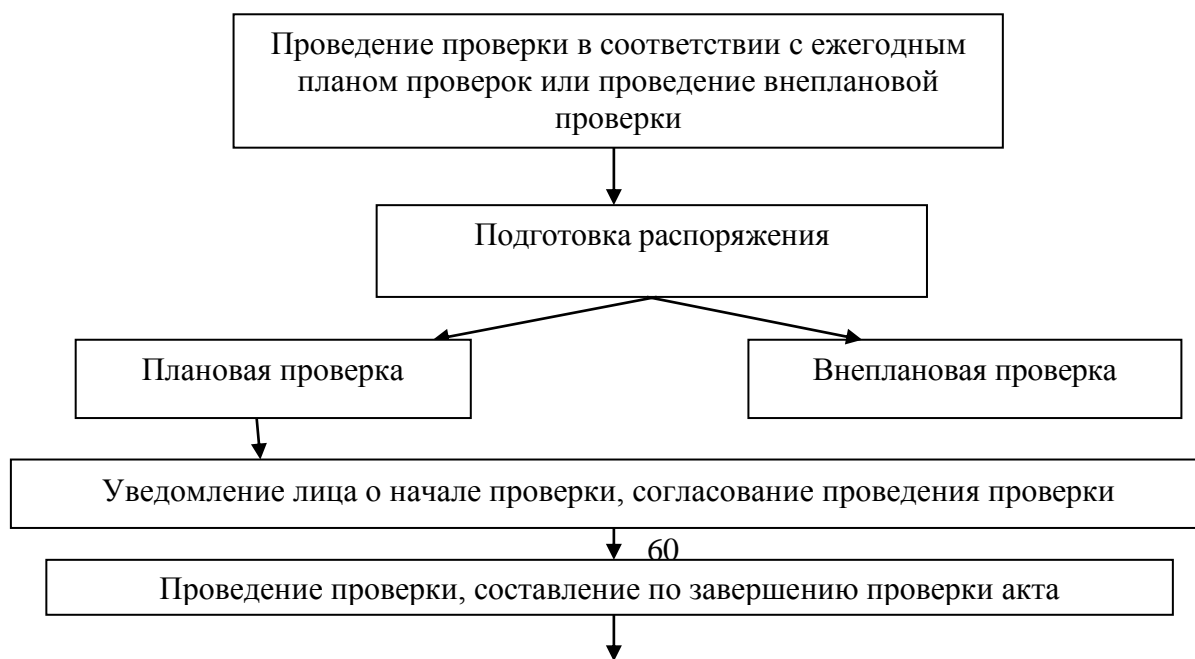 Проведение проверки в соответствии с ежегодным
планом проверок или проведение внеплановой
проверки
Подготовка распоряжения
Плановая проверка
Внеплановая проверка
Уведомление лица о начале проверки, согласование проведения проверки
60
Проведение проверки, составление по завершению проверки акта